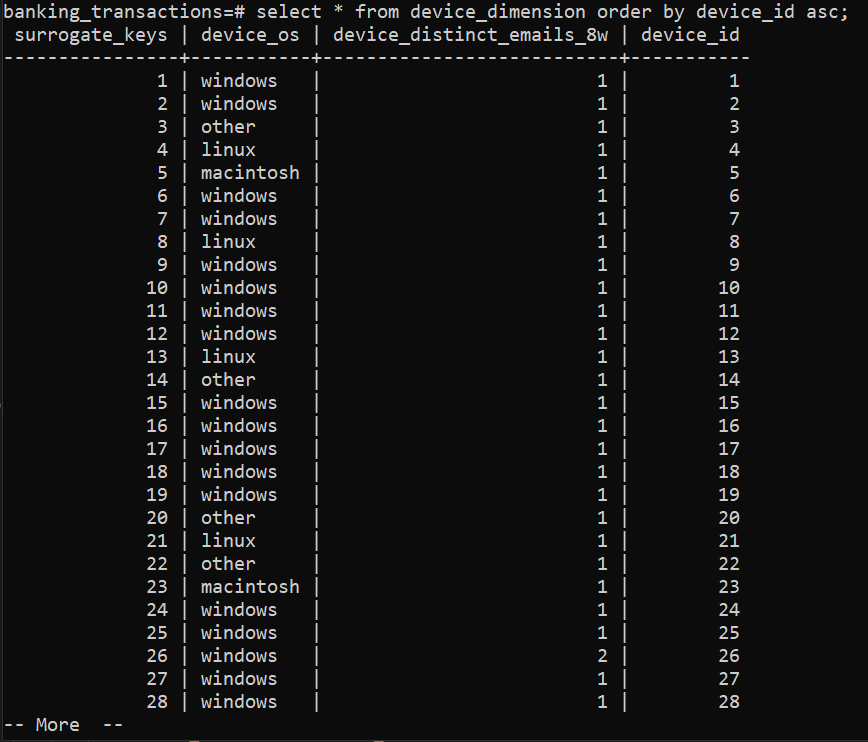 banking_transactions=# select * from device_dimension order by device_id asc;
 surrogate_keys | device_os | device_distinct_emails_8w | device_id
----------------+-----------+---------------------------+-----------
              1 | windows   |                         1 |         1
              2 | windows   |                         1 |         2
              3 | other     |                         1 |         3
              4 | linux     |                         1 |         4
              5 | macintosh |                         1 |         5
              6 | windows   |                         1 |         6
              7 | windows   |                         1 |         7
              8 | linux     |                         1 |         8
              9 | windows   |                         1 |         9
             10 | windows   |                         1 |        10
             11 | windows   |                         1 |        11
             12 | windows   |                         1 |        12
             13 | linux     |                         1 |        13
             14 | other     |                         1 |        14
             15 | windows   |                         1 |        15
             16 | windows   |                         1 |        16
             17 | windows   |                         1 |        17
             18 | windows   |                         1 |        18
             19 | windows   |                         1 |        19
             20 | other     |                         1 |        20
             21 | linux     |                         1 |        21
             22 | other     |                         1 |        22
             23 | macintosh |                         1 |        23
             24 | windows   |                         1 |        24
             25 | windows   |                         1 |        25
             26 | windows   |                         2 |        26
             27 | windows   |                         1 |        27
             28 | windows   |                         1 |        28
-- More  --